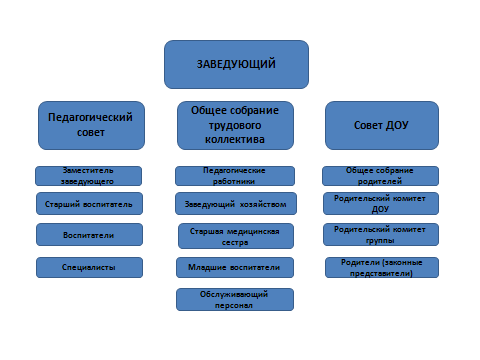 ЗАВЕДУЮЩИЙ
Педагогический
совет
Общее собрание
трудового
коллектива
Совет ДОУ
Заместитель
заведующего
Педагогические
работники
Общее собрание
родителей
Старший воспитатель
Заведующий хозяйством
Родительский комитет
ДОУ
Воспитатели
Старшая медицинская
сестра
Родительский комитет
группы
Специалисты
Младшие воспитатели
Родители (законные
представители)
Обслуживающий
персонал